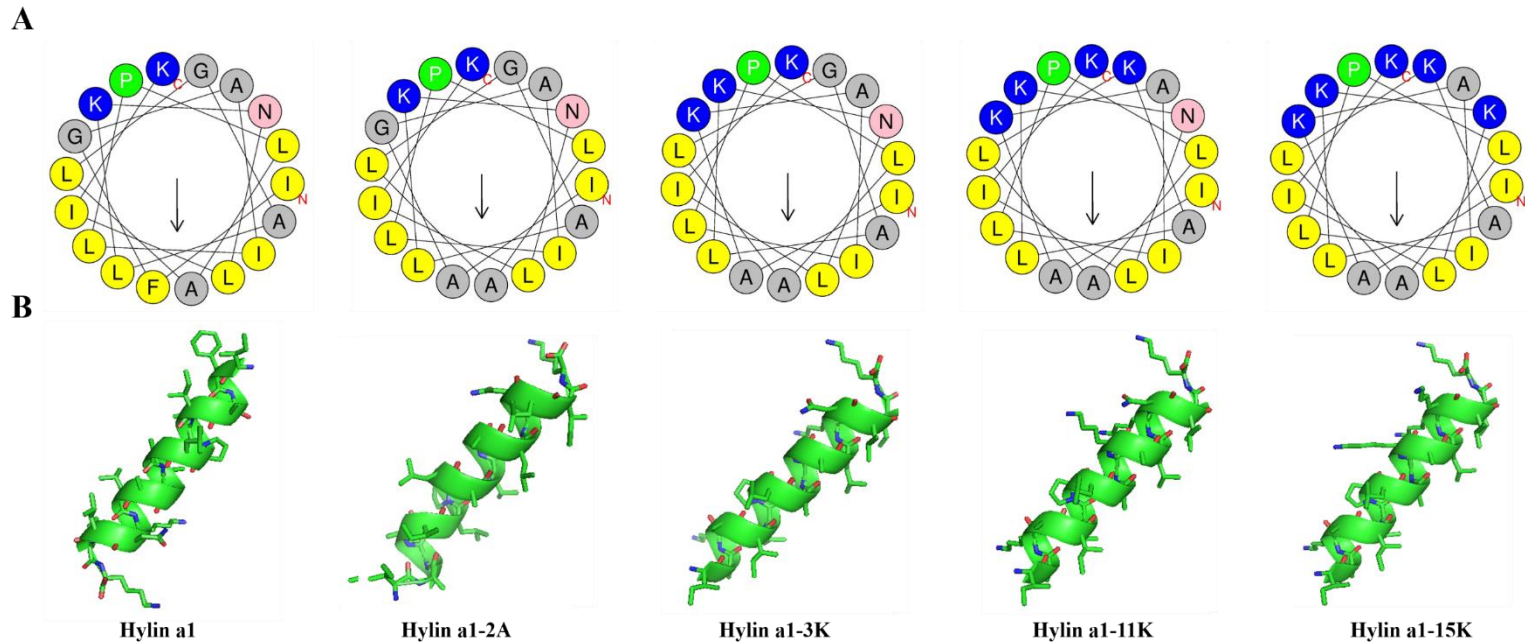 A
P K C G A N L I N A I L A F L L I L G K
P K C G A N L I N A I L A A L L I L G K
P K C G A N L I N A I L A A L L I L K K
P K C K A N L I N A I L A A L L I L K K
P K C K A K L I N A I L A A L L I L K K
B
Hylin a1 Hylin a1-2A Hylin a1-3K Hylin a1-11K Hylin a1-15K